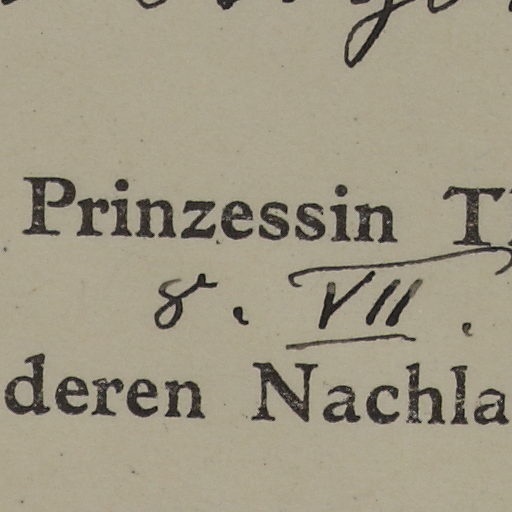 Prinzessin
8. VII.
deren Nachla